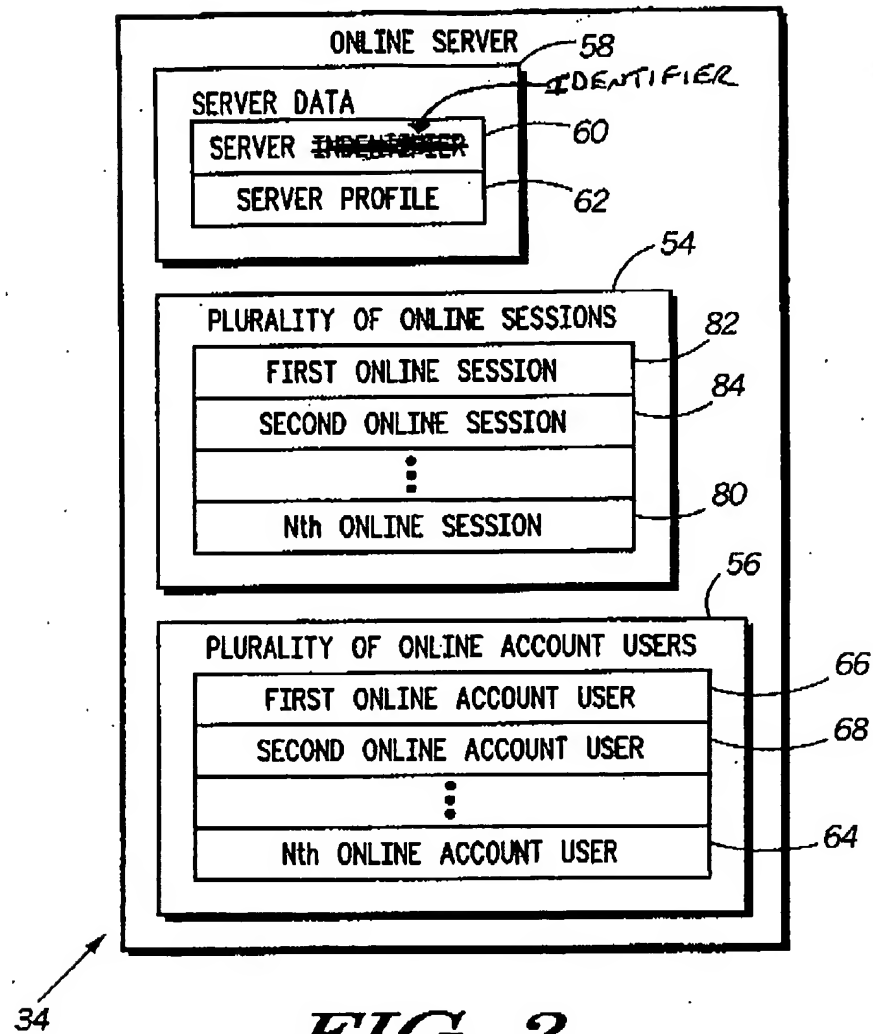 ONLINE SERVER
58
IDENTIFIER
SERVER DATA
SERVER INDENTIFIER
60
SERVER PROFILE
62
54
PLURALITY OF ONLINE SESSIONS
82
FIRST ONLINE SESSION
84
SECOND ONLINE SESSION
80
Nth ONLINE SESSION
56
PLURALITY OF ONLINE ACCOUNT USERS
66
FIRST ONLINE ACCOUNT USER
68
SECOND ONLINE ACCOUNT USER
64
Nth ONLINE ACCOUNT USER
34